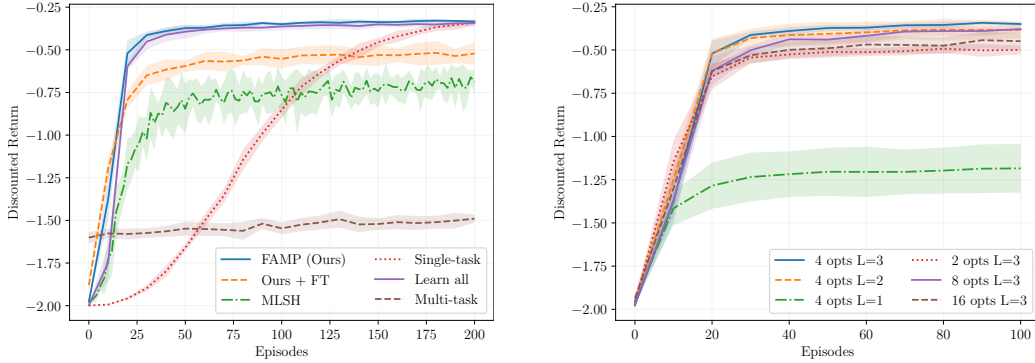 −0.25
−0.50
−0.75
−1.00
−1.25
−1.50
−1.75
−2.00
Discounted Return
0 25 50 75 100 125 150 175 200
Episodes
FAMP (Ours)
Ours + FT
MLSH
Single-task
Learn all
Multi-task
−0.25
−0.50
−0.75
−1.00
−1.25
−1.50
−1.75
−2.00
Discounted Return
0 20 40 60 80 100
Episodes
4 opts L=3
4 opts L=2
4 opts L=1
2 opts L=3
8 opts L=3
16 opts L=3